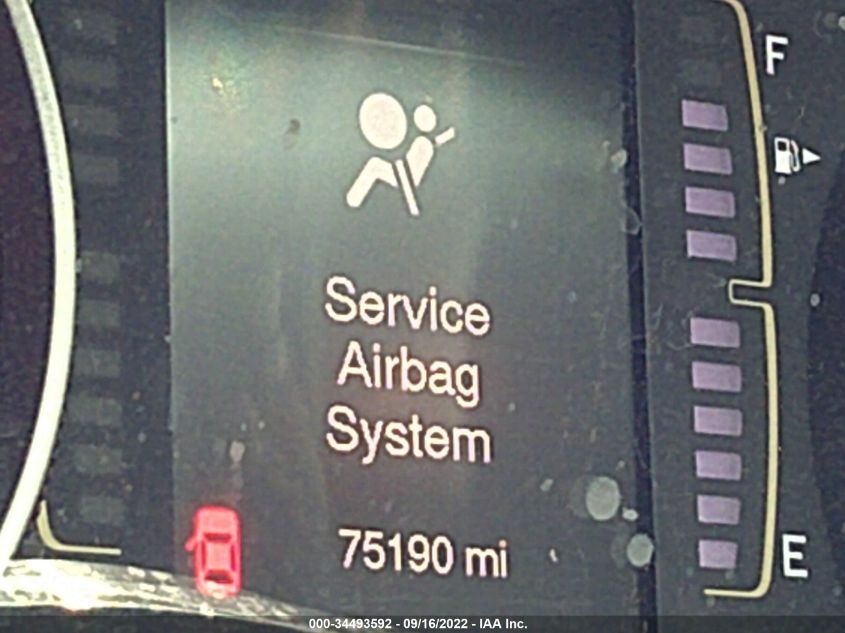 F
Service
Airbag
System
75190 mi
E
000-34493592 - 09/16/2022 - IAA Inc.